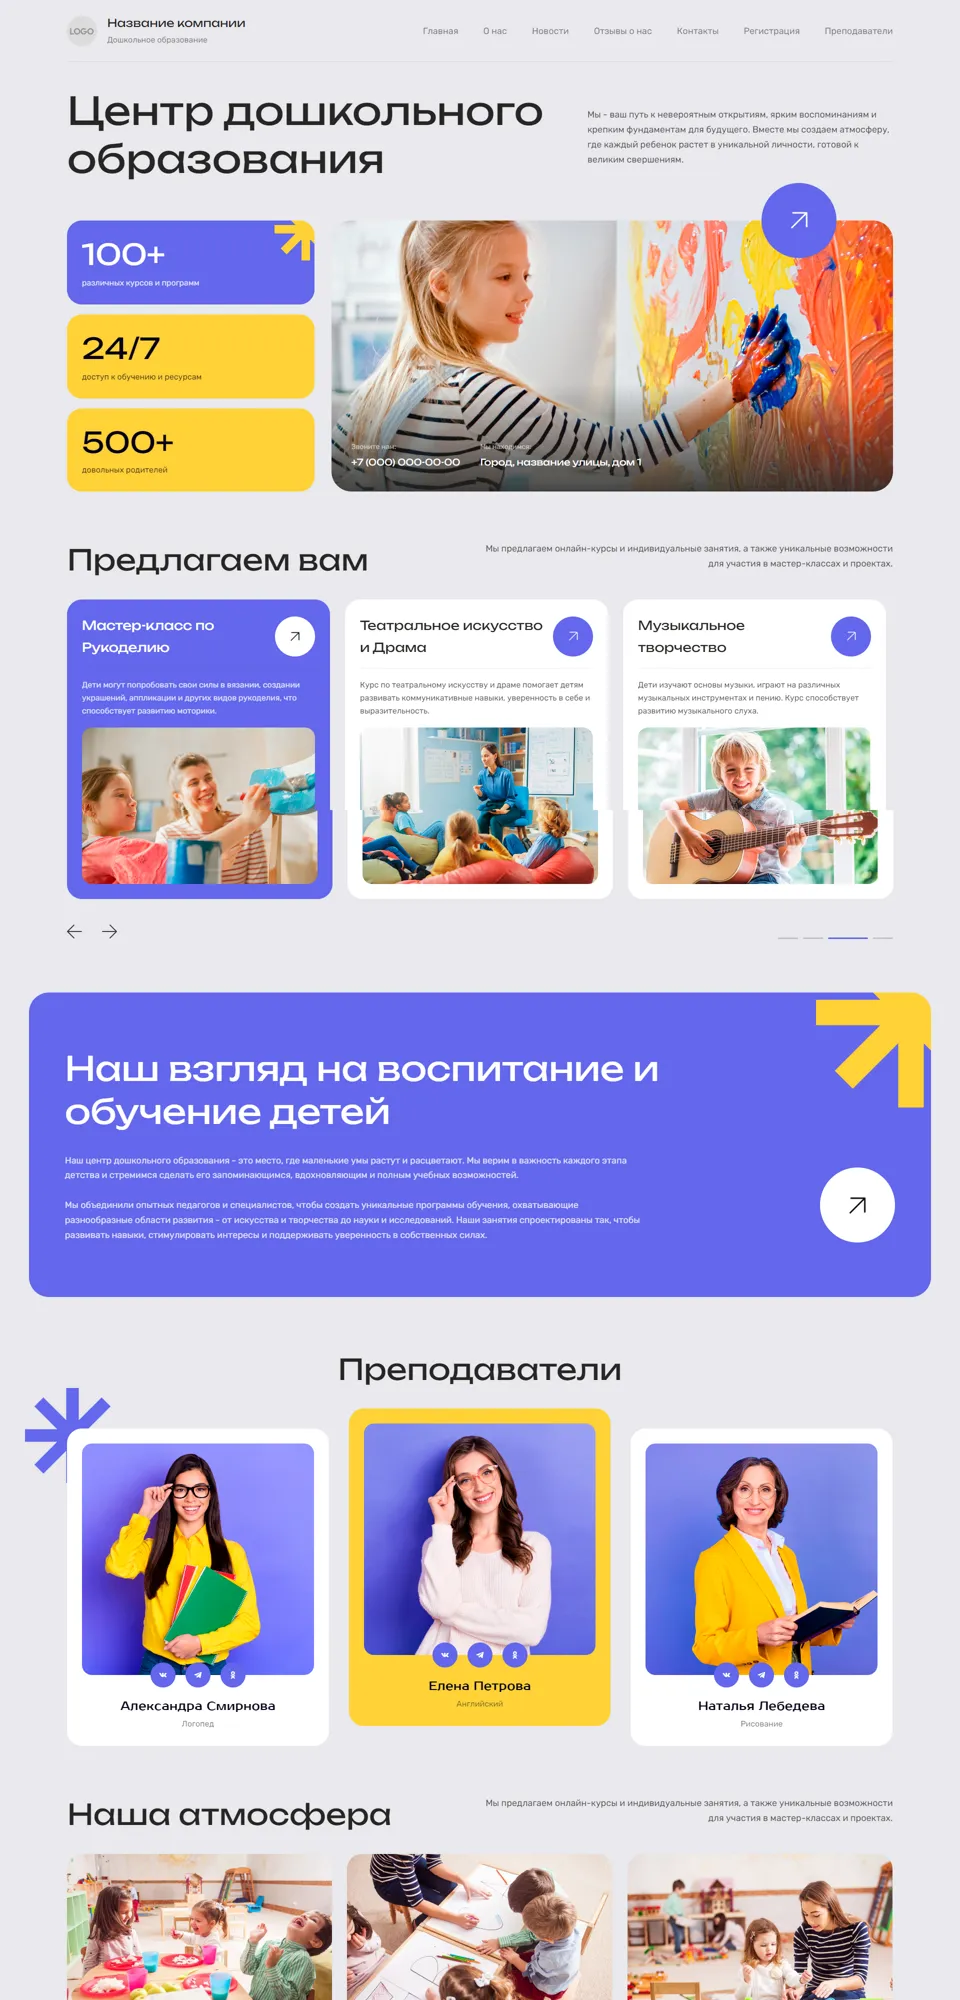 LOGO
Название компании
Дошкольное образование
Главная О нас Новости Отзывы о нас Контакты Регистрация Преподаватели
Центр дошкольного
образования
Мы - ваш путь к невероятным открытиям, ярким воспоминаниям и
крепким фундаментам для будущего. Вместе мы создаем атмосферу,
где каждый ребенок растет в уникальной личности, готовой к
великим свершениям.
100+
различных курсов и программ
24/7
доступ к обучению и ресурсам
500+
довольных родителей
Звоните нам:
+7 (000) 000-00-00
Мы находимся:
Город, название улицы, дом 1
Предлагаем вам
Мы предлагаем онлайн-курсы и индивидуальные занятия, а также уникальные возможности
для участия в мастер-классах и проектах.
Мастер-класс по
Рукоделию
Дети могут попробовать свои силы в вязании, создании
украшений, аппликации и других видов рукоделия, что
способствует развитию моторики.
Театральное искусство
и Драма
Курс по театральному искусству и драме помогает детям
развивать коммуникативные навыки, уверенность в себе и
выразительность.
Музыкальное
творчество
Дети изучают основы музыки, играют на различных
музыкальных инструментах и пению. Курс способствует
развитию музыкального слуха.
Наш взгляд на воспитание и
обучение детей
Наш центр дошкольного образования - это место, где маленькие умы растут и расцветают. Мы верим в важность каждого этапа
детства и стремимся сделать его запоминающимся, вдохновляющим и полным учебных возможностей.
Мы объединили опытных педагогов и специалистов, чтобы создать уникальные программы обучения, охватывающие
разнообразные области развития - от искусства и творчества до науки и исследований. Наши занятия спроектированы так, чтобы
развивать навыки, стимулировать интересы и поддерживать уверенность в собственных силах.
Преподаватели
Александра Смирнова
Логопед
Елена Петрова
Английский
Наталья Лебедева
Рисование
Наша атмосфера
Мы предлагаем онлайн-курсы и индивидуальные занятия, а также уникальные возможности
для участия в мастер-классах и проектах.